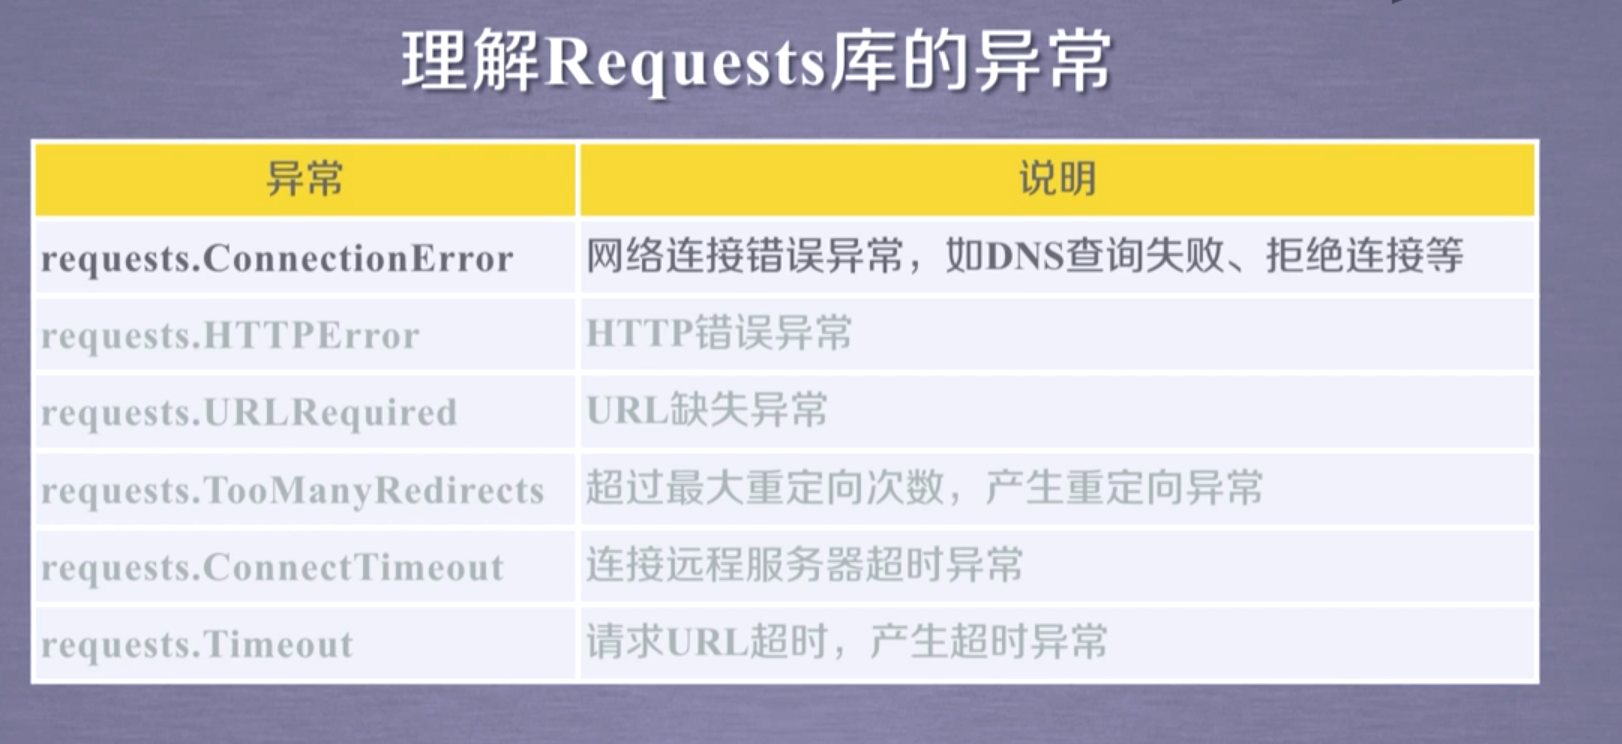 理解Requests库的异常
异常 说明
requests.ConnectionError 网络连接错误异常，如DNS查询失败、拒绝连接等
requests.HTTPError HTTP错误异常
requests.URLRequired URL缺失异常
requests.TooManyRedirects 超过最大重定向次数，产生重定向异常
requests.ConnectTimeout 连接远程服务器超时异常
requests.Timeout 请求URL超时，产生超时异常